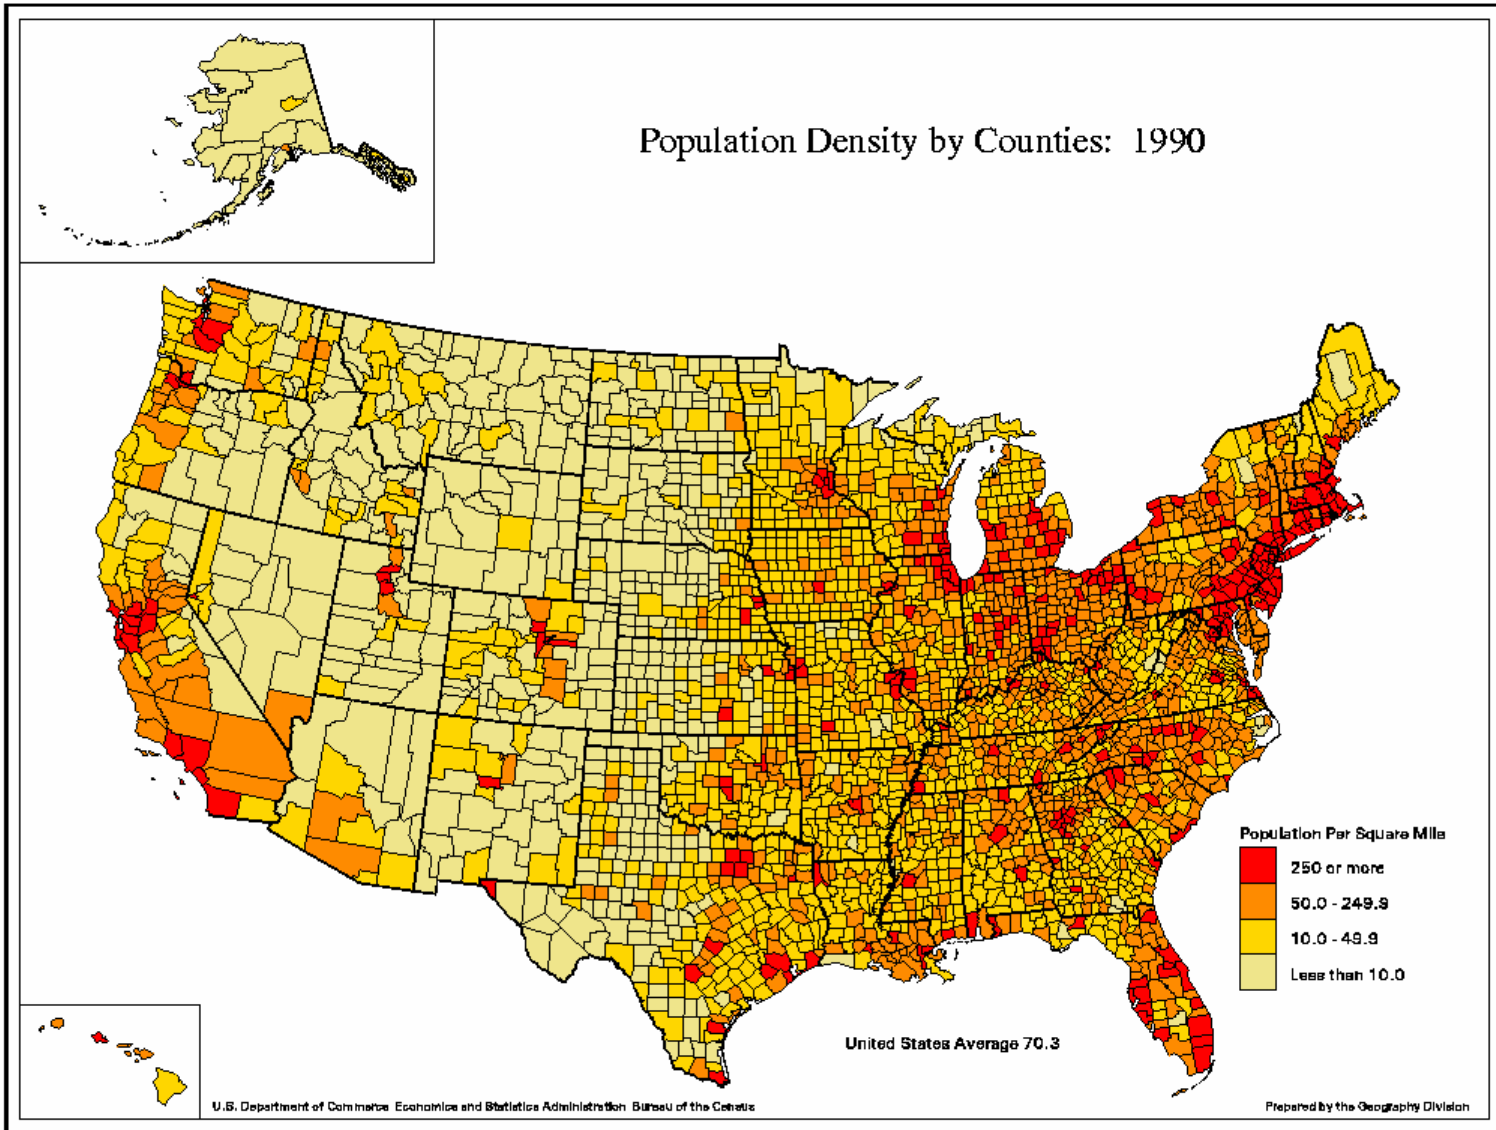 Population Density by Counties: 1990
Population Per Square Mile
250 or more
50.0 - 249.9
10.0 - 49.9
Less than 10.0
United States Average 70.3
U.S. Department of Commerce Economics and Statistics Administration Bureau of the Census
Prepared by the Geography Division